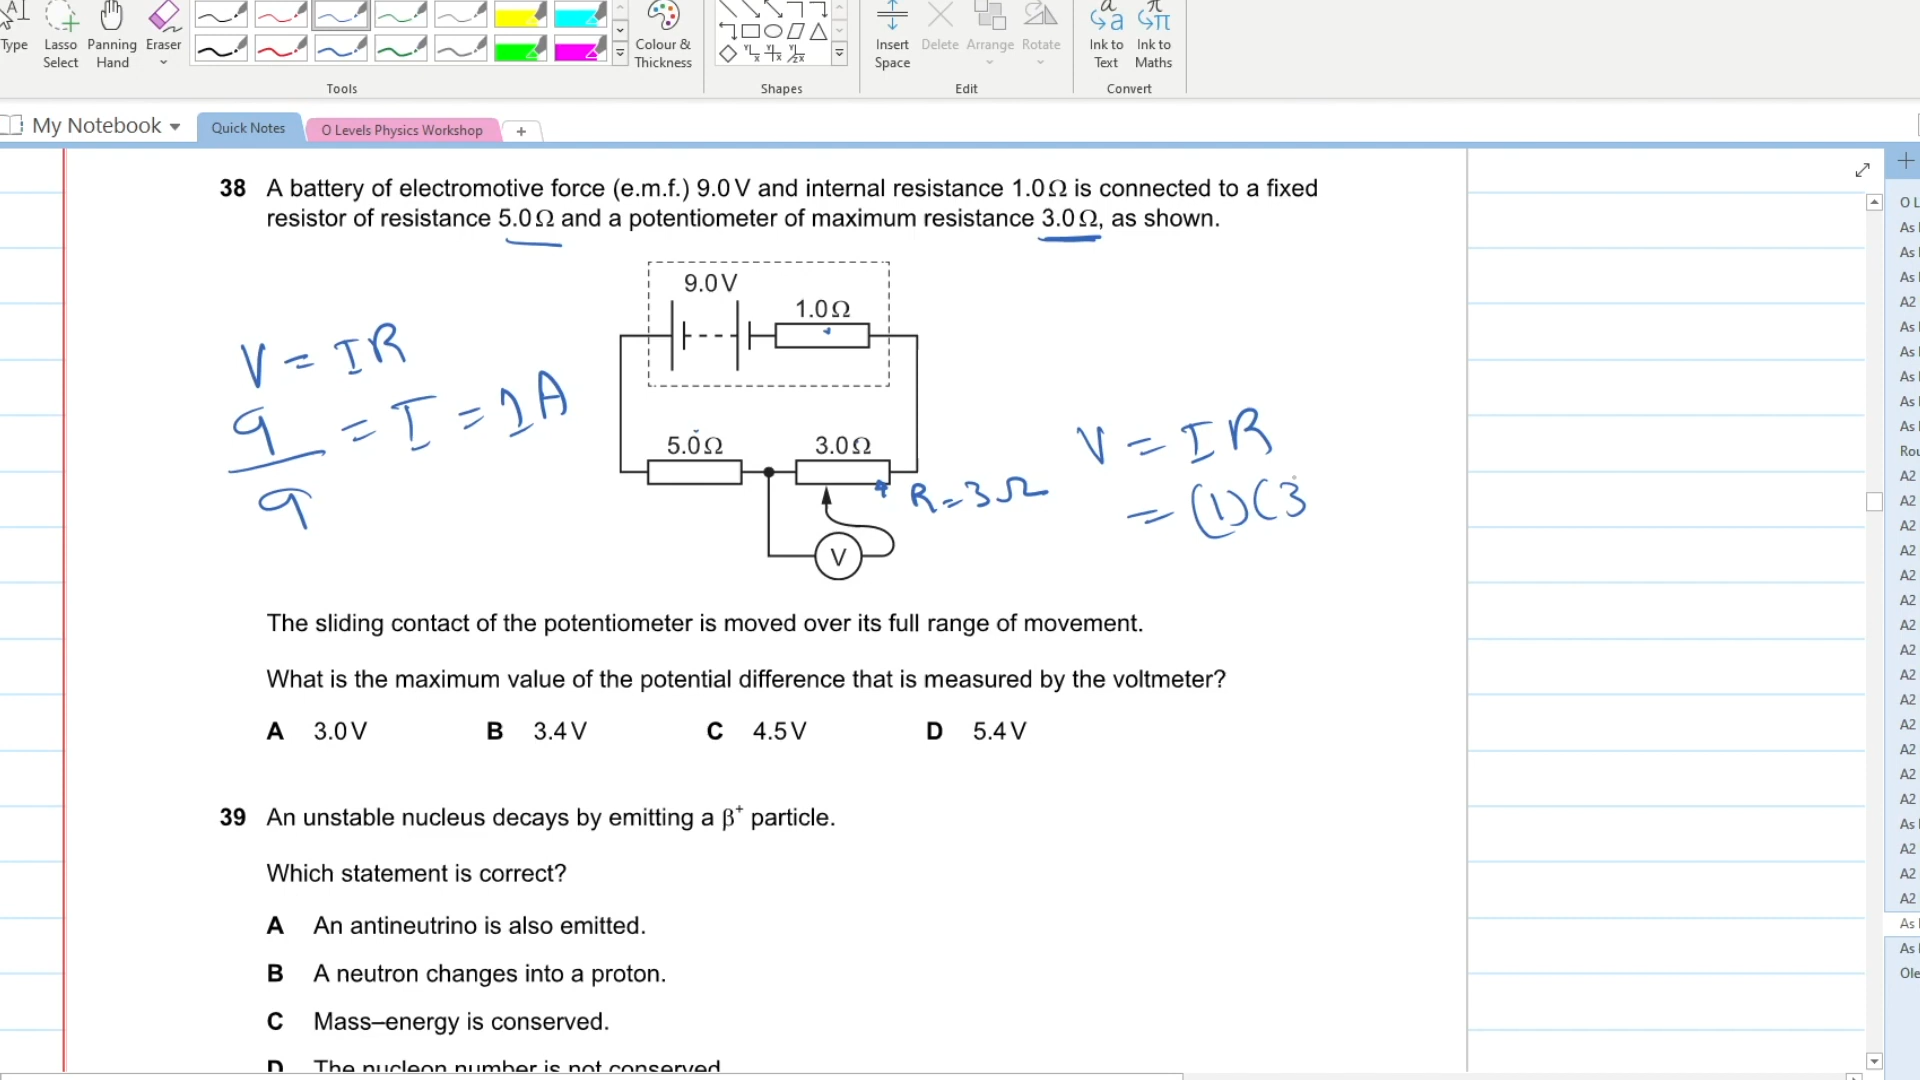 Type
Lasso Select
Panning Hand
Eraser
Colour & Thickness
Insert Space
Delete
Arrange
Rotate
Ink to Text
Ink to Maths
Tools
Shapes
Edit
Convert
My Notebook
Quick Notes
O Levels Physics Workshop
38 A battery of electromotive force (e.m.f.) 9.0 V and internal resistance 1.0 Ω is connected to a fixed
resistor of resistance 5.0 Ω and a potentiometer of maximum resistance 3.0 Ω, as shown.
9.0 V
1.0 Ω
V = IR
9/9 = I = 1A
5.0 Ω
3.0 Ω
R = 3 Ω
V
V = IR
= (1)(3
The sliding contact of the potentiometer is moved over its full range of movement.
What is the maximum value of the potential difference that is measured by the voltmeter?
A 3.0 V B 3.4 V C 4.5 V D 5.4 V
39 An unstable nucleus decays by emitting a β⁺ particle.
Which statement is correct?
A An antineutrino is also emitted.
B A neutron changes into a proton.
C Mass–energy is conserved.
D The nucleon number is not conserved.